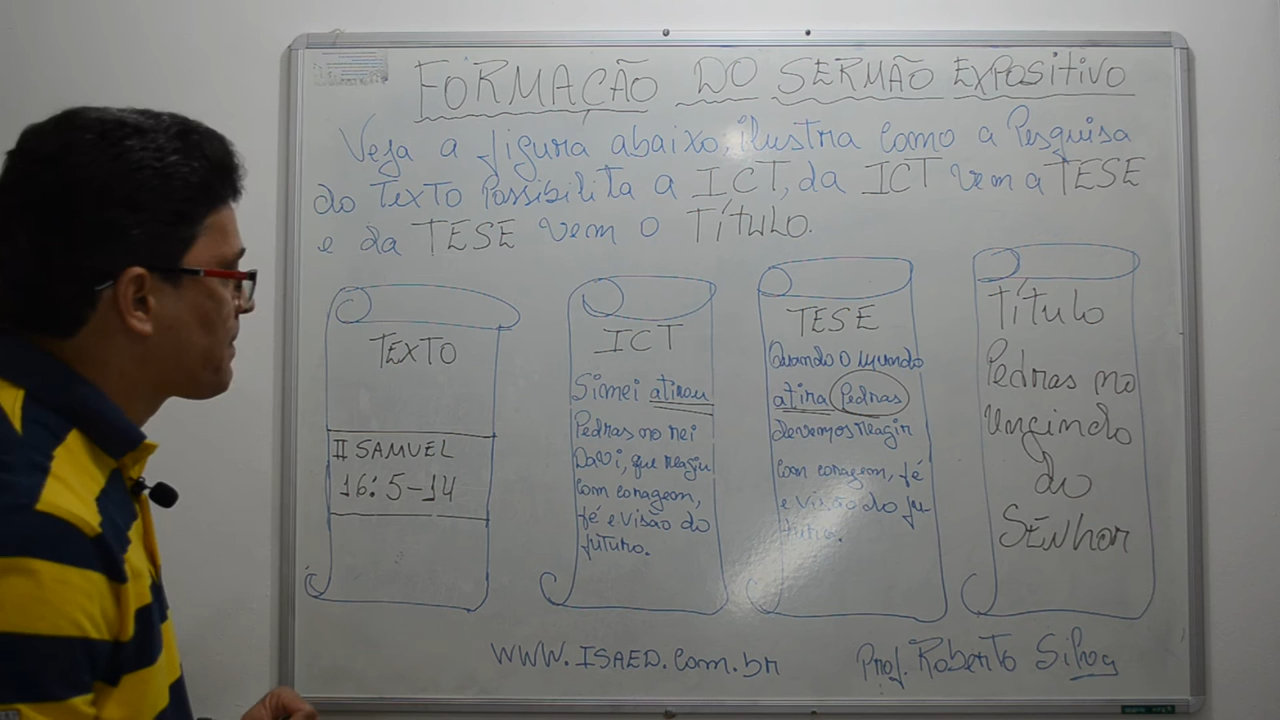 FORMAÇÃO DO SERMÃO EXPOSITIVO
Veja a figura abaixo, ilustra como a Pesquisa
do TEXTO Possibilita a ICT, da ICT vem a TESE
e da TESE vem o TÍTULO.
TEXTO
II SAMUEL
16:5-14
ICT
Simei atirou
Pedras no rei
Davi, que reagiu
com coragem,
fé e visão do
futuro.
TESE
Quando o mundo
atira Pedras
devemos reagir
com coragem, fé
e visão do fu
turo.
Título
Pedras no
Ungindo
do
SENhor
WWW.ISAED.com.br
Prof. Roberto Silva